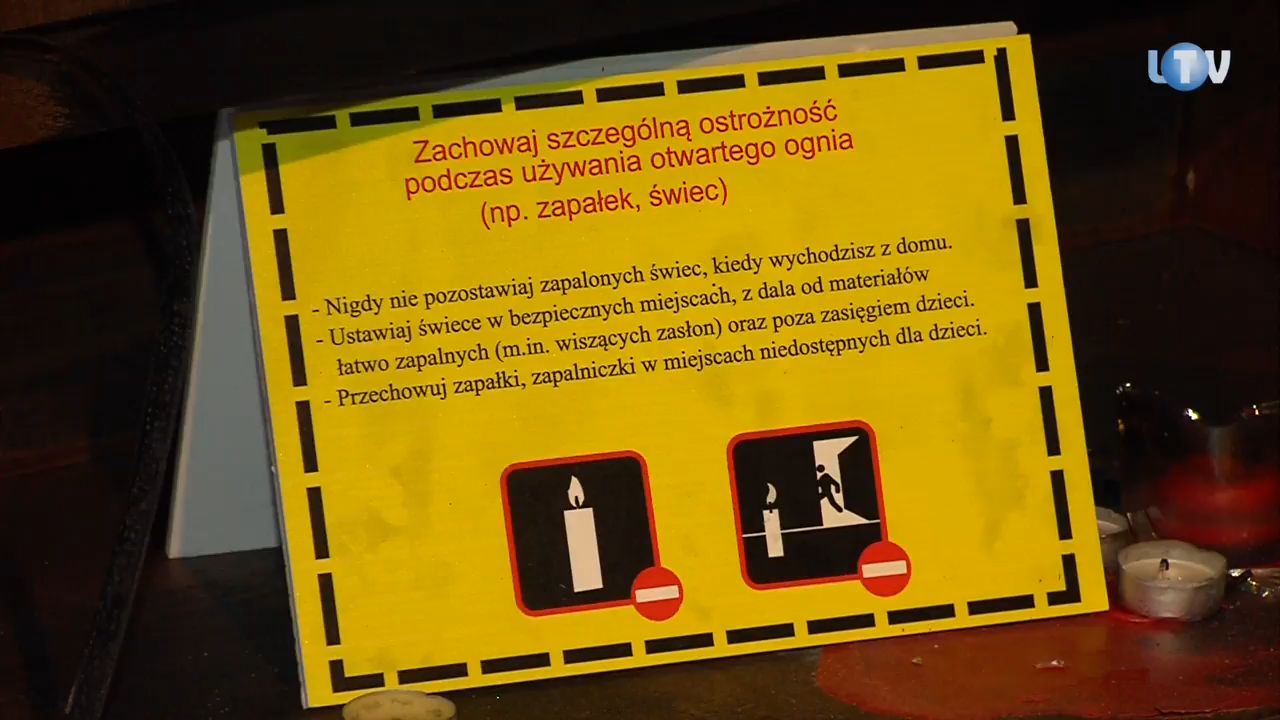 LTV
Zachowaj szczególną ostrożność
podczas używania otwartego ognia
(np. zapałek, świec)
- Nigdy nie pozostawiaj zapalonych świec, kiedy wychodzisz z domu.
- Ustawiaj świece w bezpiecznych miejscach, z dala od materiałów
łatwo zapalnych (m.in. wiszących zasłon) oraz poza zasięgiem dzieci.
- Przechowuj zapałki, zapalniczki w miejscach niedostępnych dla dzieci.